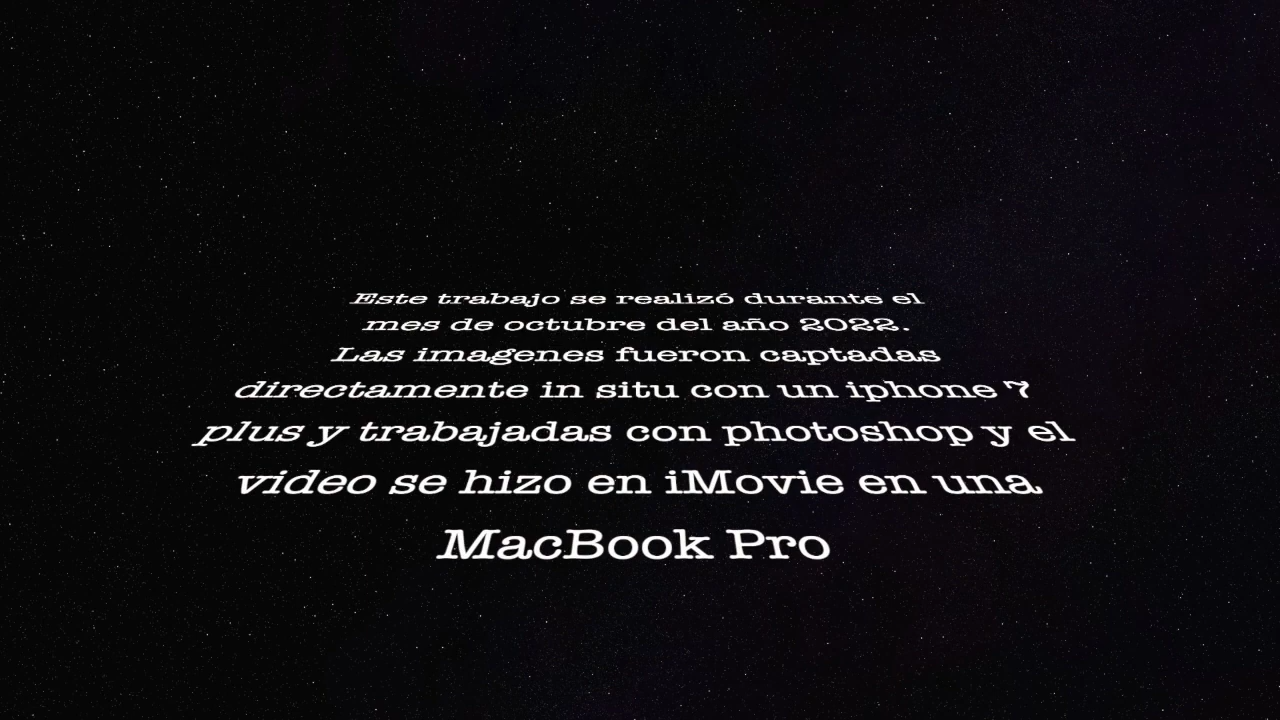 Este trabajo se realizó durante el
mes de octubre del año 2022.
Las imagenes fueron captadas
directamente in situ con un iphone 7
plus y trabajadas con photoshop y el
video se hizo en iMovie en una
MacBook Pro